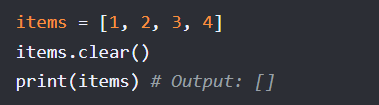 items = [1, 2, 3, 4]
items.clear()
print(items) # Output: []